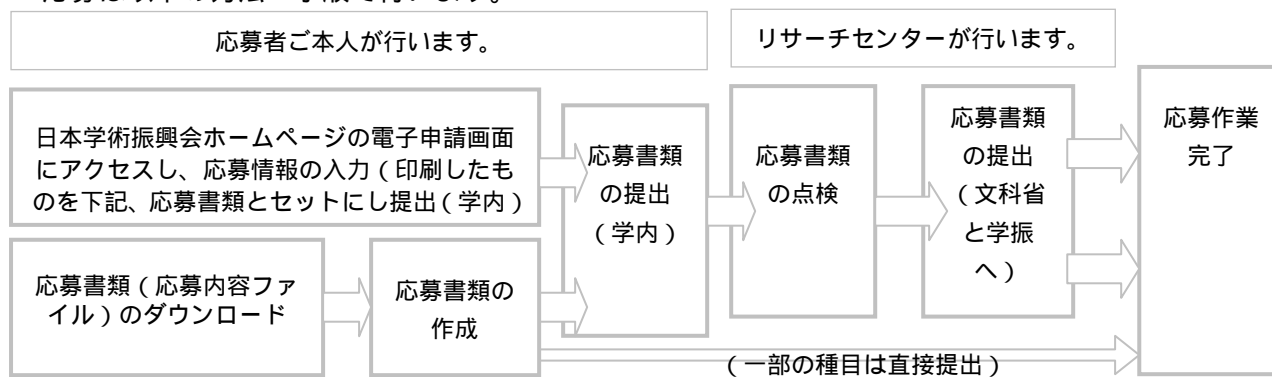 応募者ご本人が行います。
リサーチセンターが行います。
日本学術振興会ホームページの電子申請画面
にアクセスし、応募情報の入力（印刷したも
のを下記、応募書類とセットにし提出（学内）
応募書類（応募内容ファ
イル）のダウンロード
応募書類の
作成
応募書類
の提出
（学内）
応募書類
の点検
応募書類
の提出
（文科省
と学振
へ）
応募作業
完了
（一部の種目は直接提出）